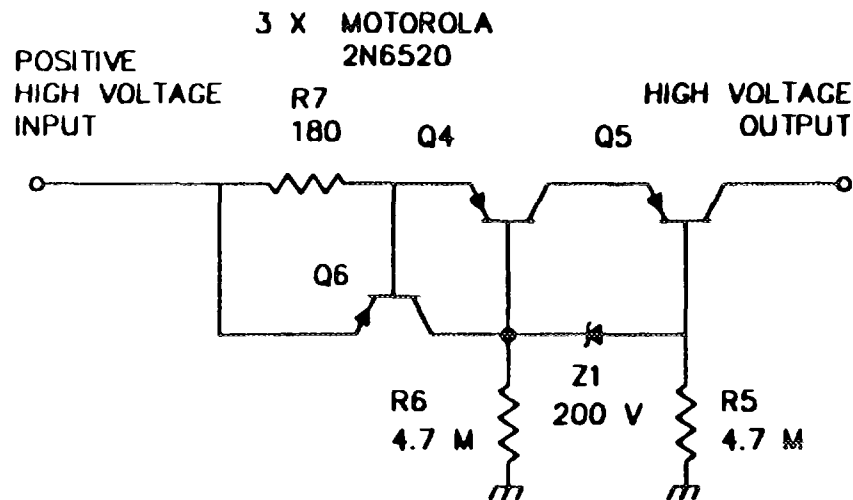 3 X MOTOROLA
2N6520
POSITIVE
HIGH VOLTAGE
INPUT
R7
180
HIGH VOLTAGE
OUTPUT
Q4
Q5
Q6
Z1
200 V
R6
4.7 M
R5
4.7 M